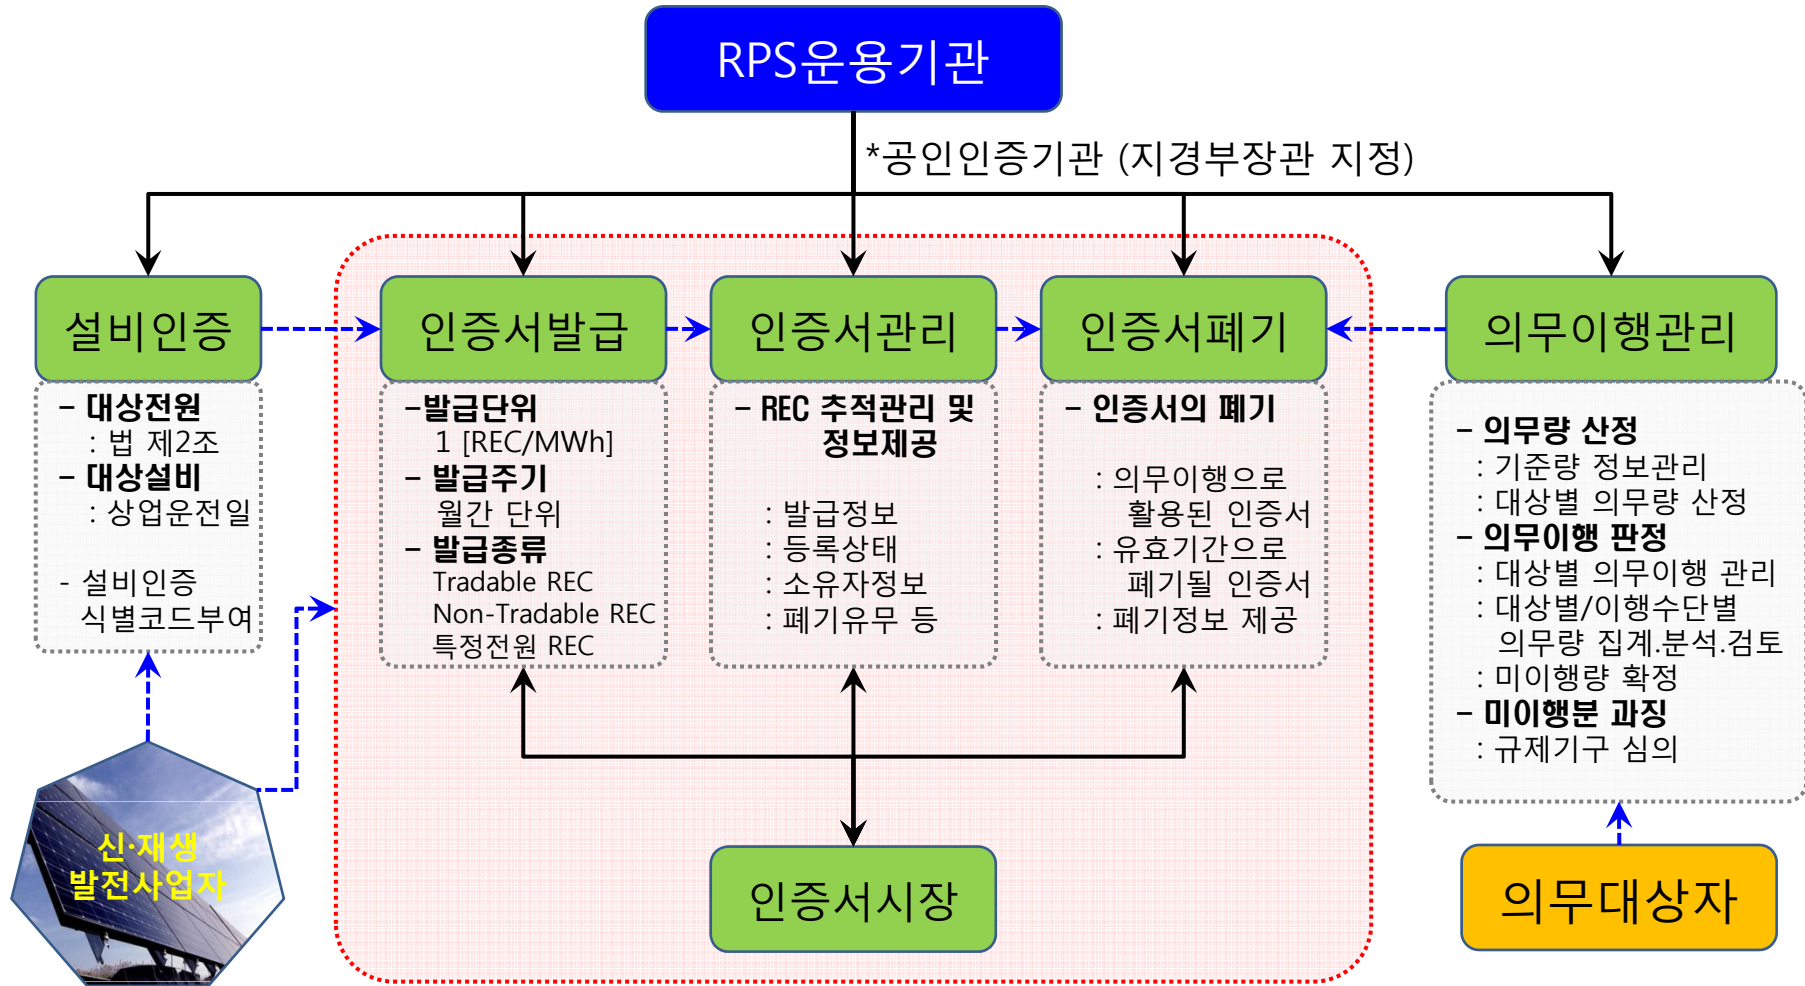 RPS운용기관
*공인인증기관 (지경부장관 지정)
설비인증
– 대상전원
: 법 제2조
– 대상설비
: 상업운전일
- 설비인증
식별코드부여
인증서발급
–발급단위
1 [REC/MWh]
– 발급주기
월간 단위
– 발급종류
Tradable REC
Non-Tradable REC
특정전원 REC
인증서관리
– REC 추적관리 및
정보제공
: 발급정보
: 등록상태
: 소유자정보
: 폐기유무 등
인증서폐기
– 인증서의 폐기
: 의무이행으로
활용된 인증서
: 유효기간으로
폐기될 인증서
: 폐기정보 제공
의무이행관리
– 의무량 산정
: 기준량 정보관리
: 대상별 의무량 산정
– 의무이행 판정
: 대상별 의무이행 관리
: 대상별/이행수단별
의무량 집계.분석.검토
: 미이행량 확정
– 미이행분 과징
: 규제기구 심의
신·재생
발전사업자
인증서시장
의무대상자